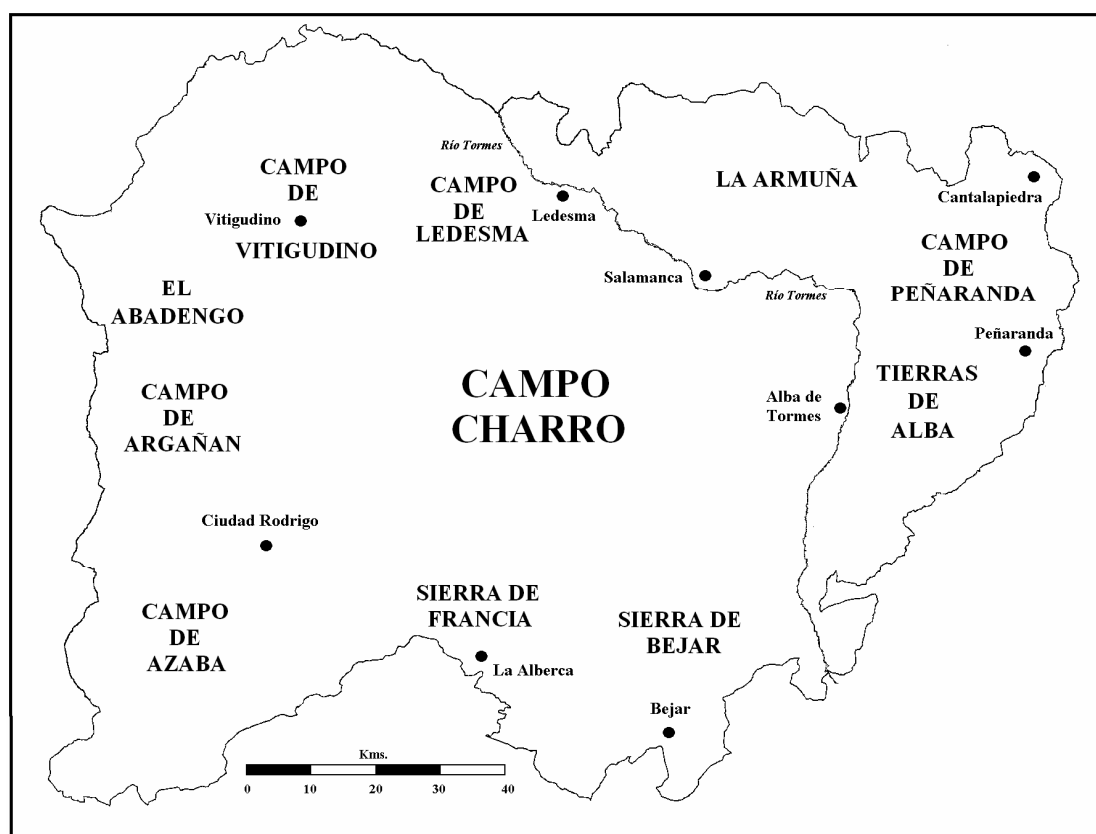 Río Tormes
CAMPO
DE
Vitigudino
VITIGUDINO
CAMPO
DE
LEDESMA
Ledesma
LA ARMUÑA
Cantalapiedra
CAMPO
DE
PEÑARANDA
Salamanca
Río Tormes
EL
ABADENGO
Peñaranda
CAMPO
CHARRO
CAMPO
DE
ARGAÑAN
Alba de
Tormes
TIERRAS
DE
ALBA
Ciudad Rodrigo
CAMPO
DE
AZABA
SIERRA DE
FRANCIA
La Alberca
SIERRA DE
BEJAR
Bejar
Kms.
0 10 20 30 40